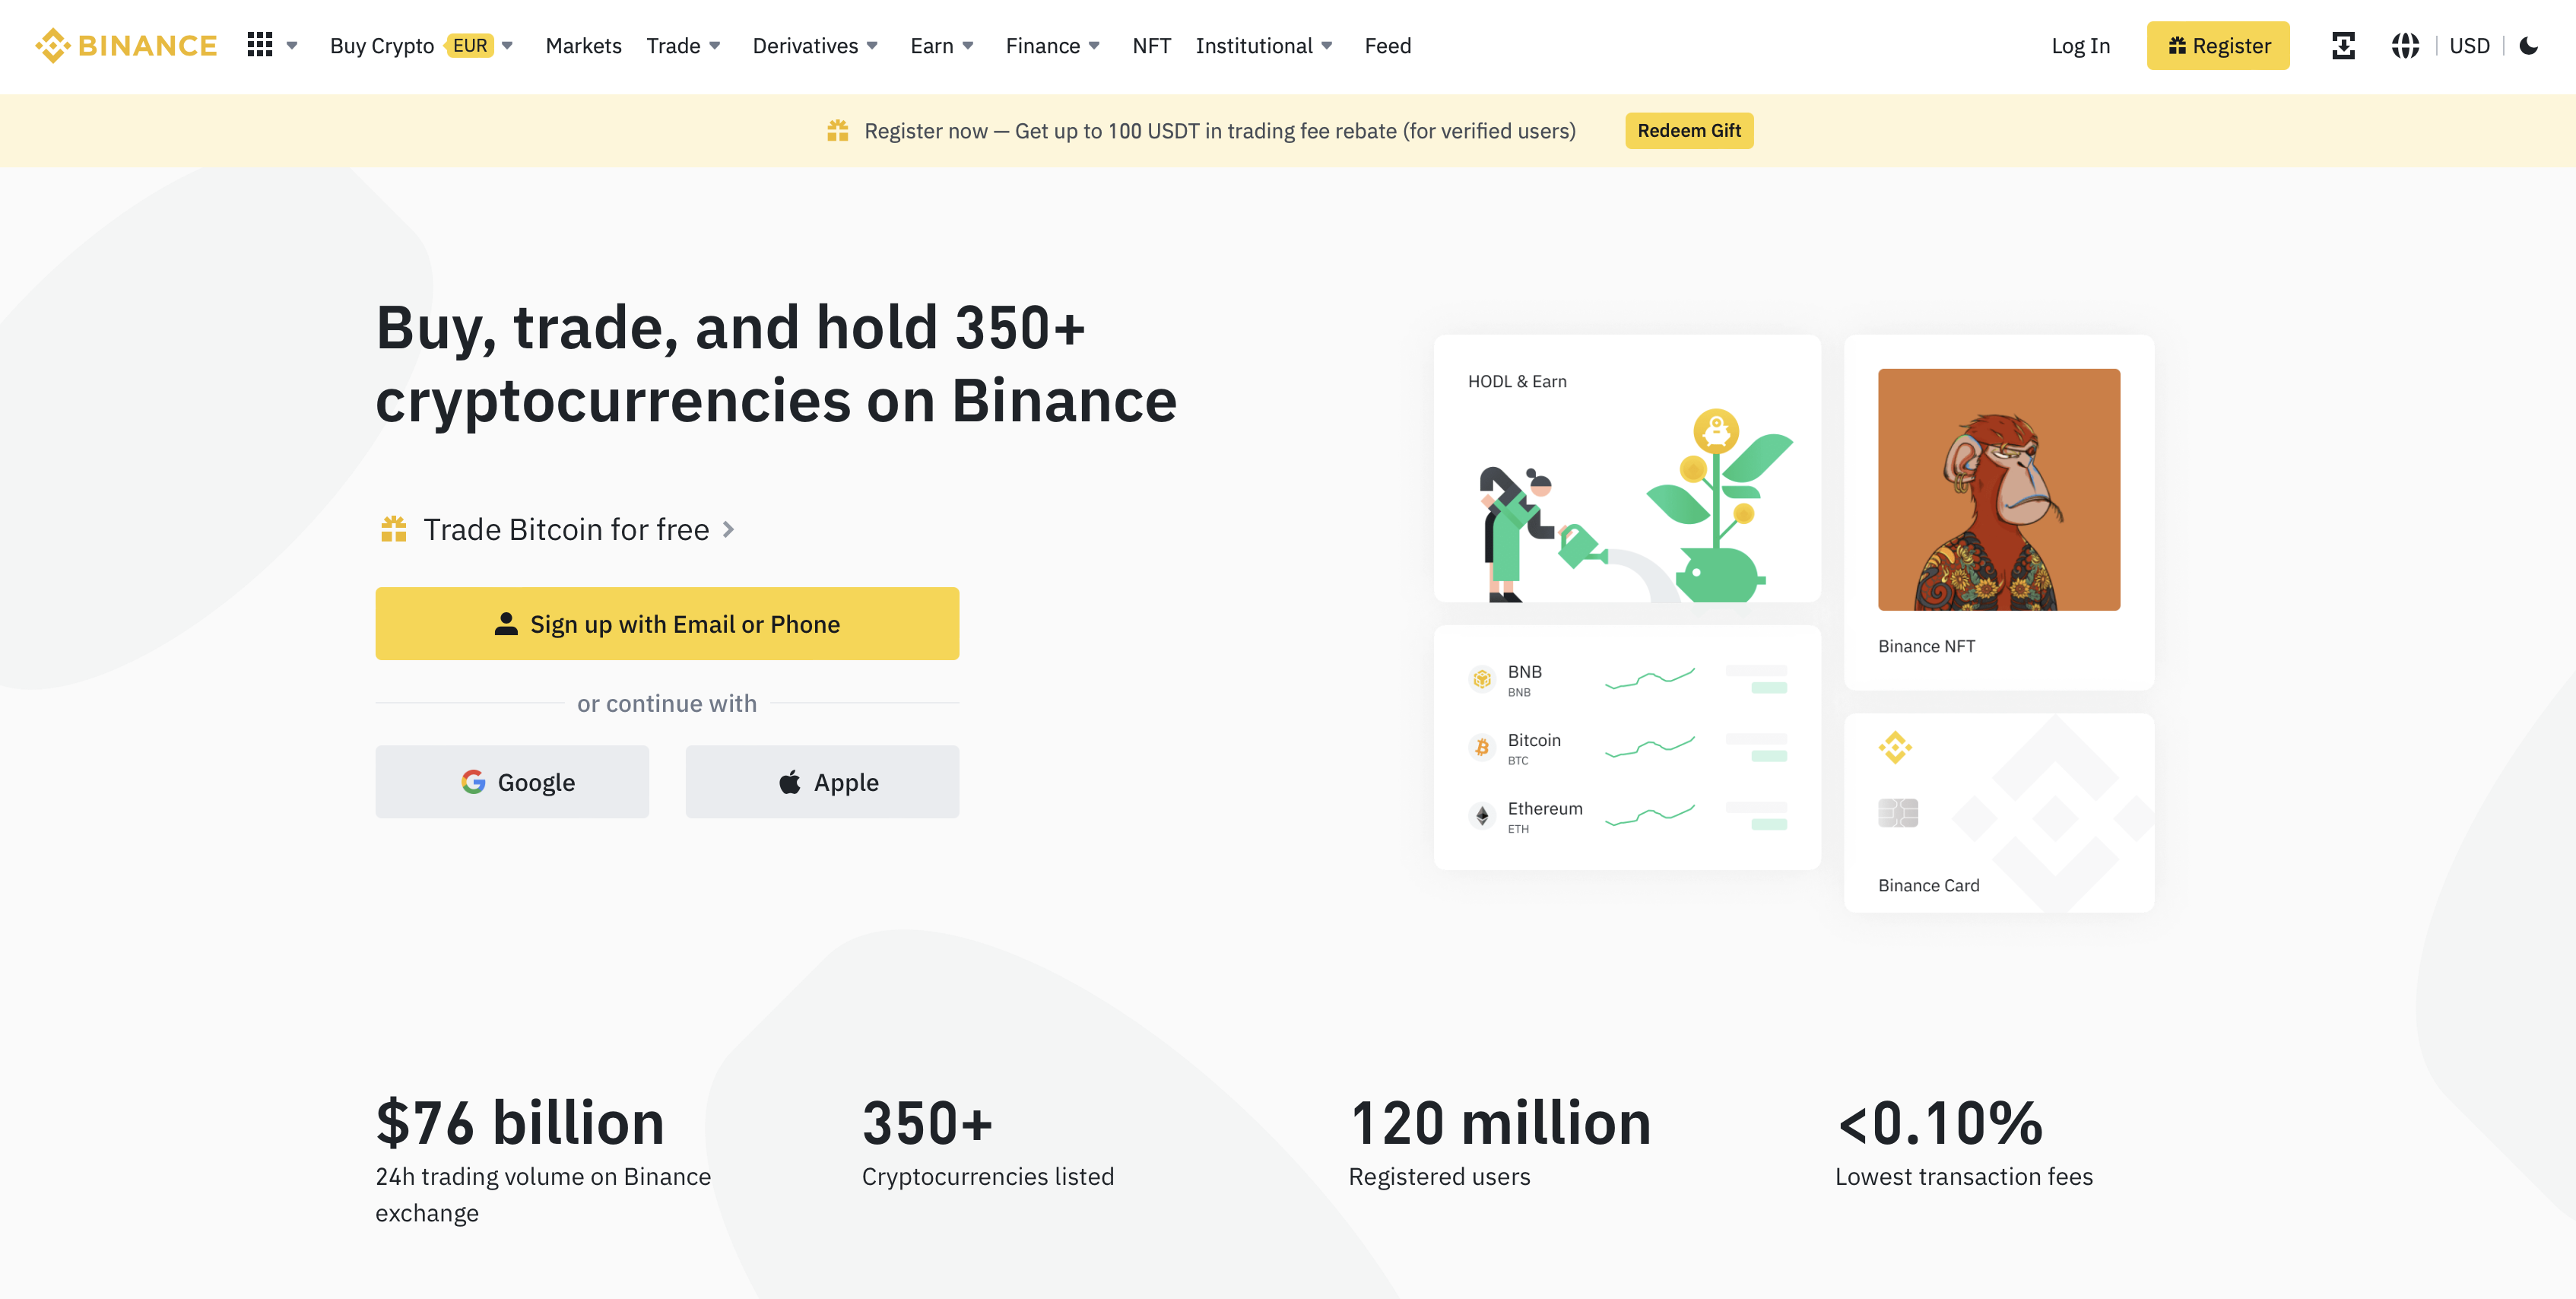 BINANCE
Buy Crypto EUR
Markets
Trade
Derivatives
Earn
Finance
NFT
Institutional
Feed
Log In
Register
USD
Register now — Get up to 100 USDT in trading fee rebate (for verified users)
Redeem Gift
Buy, trade, and hold 350+
cryptocurrencies on Binance
Trade Bitcoin for free
Sign up with Email or Phone
or continue with
Google
Apple
HODL & Earn
BNB
BNB
Bitcoin
BTC
Ethereum
ETH
Binance NFT
Binance Card
$76 billion
24h trading volume on Binance
exchange
350+
Cryptocurrencies listed
120 million
Registered users
<0.10%
Lowest transaction fees